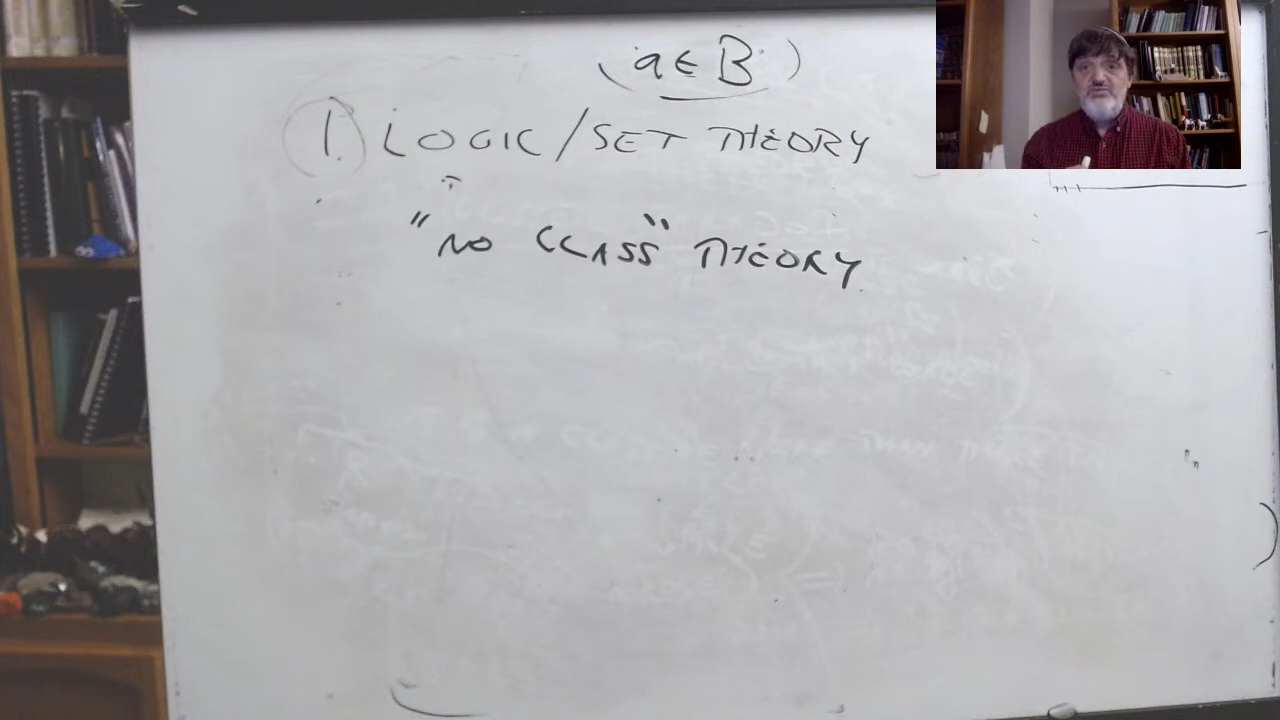 (a ∈ B)
1. LOGIC/SET THEORY
"NO CLASS" THEORY